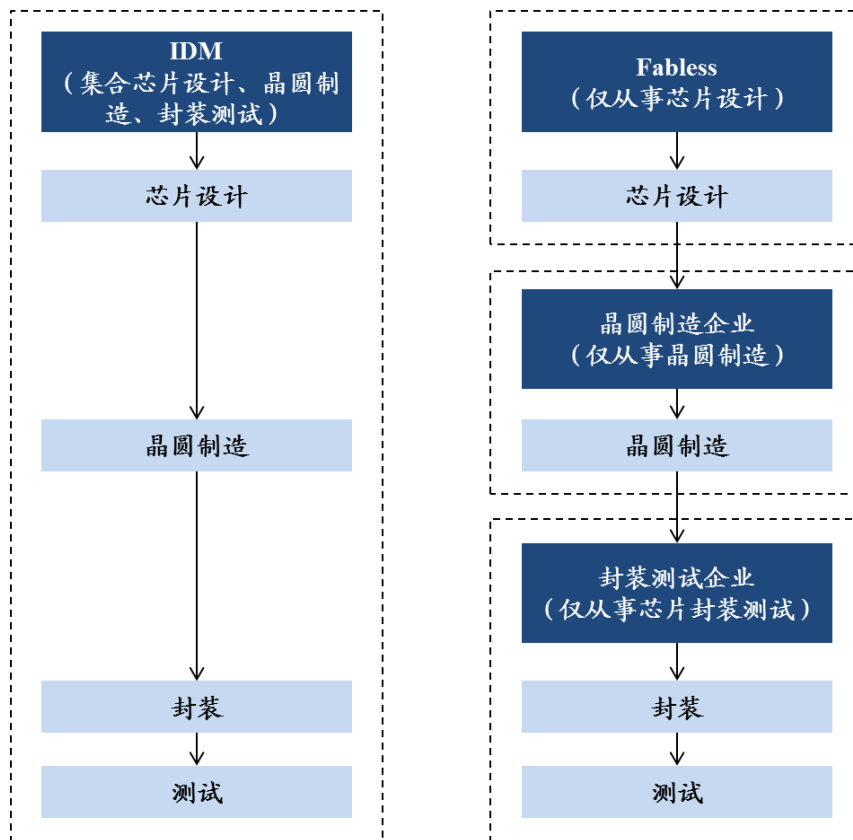 IDM
（集合芯片设计、晶圆制
造、封装测试）
芯片设计
晶圆制造
封装
测试
Fabless
（仅从事芯片设计）
芯片设计
晶圆制造企业
（仅从事晶圆制造）
晶圆制造
封装测试企业
（仅从事芯片封装测试）
封装
测试